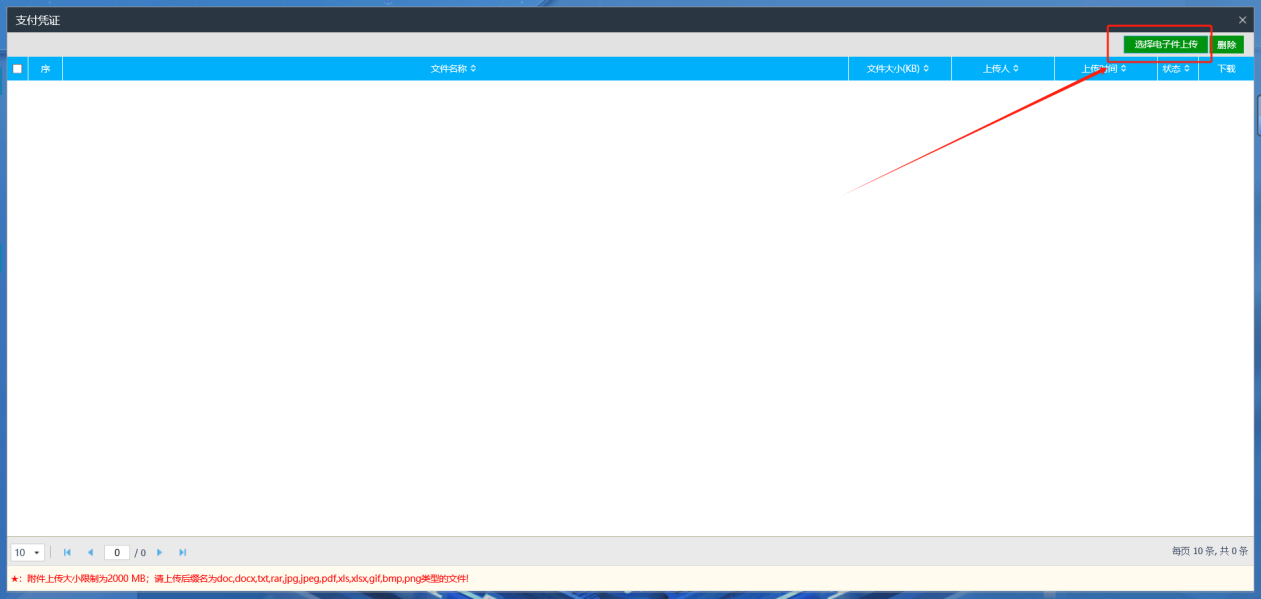 支付凭证
选择电子件上传 删除
序 文件名称 文件大小(KB) 上传人 上传时间 状态 下载
10 0 / 0 每页 10 条, 共 0 条
★: 附件上传大小限制为2000 MB; 请上传后缀名为doc,docx,txt,rar,jpg,jpeg,pdf,xls,xlsx,gif,bmp,png类型的文件!